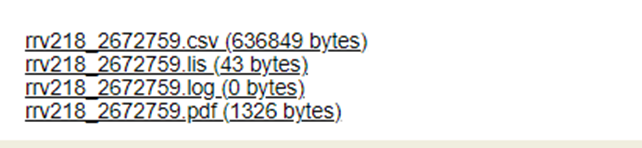 rrv218_2672759.csv (636849 bytes)
rrv218_2672759.lis (43 bytes)
rrv218_2672759.log (0 bytes)
rrv218_2672759.pdf (1326 bytes)